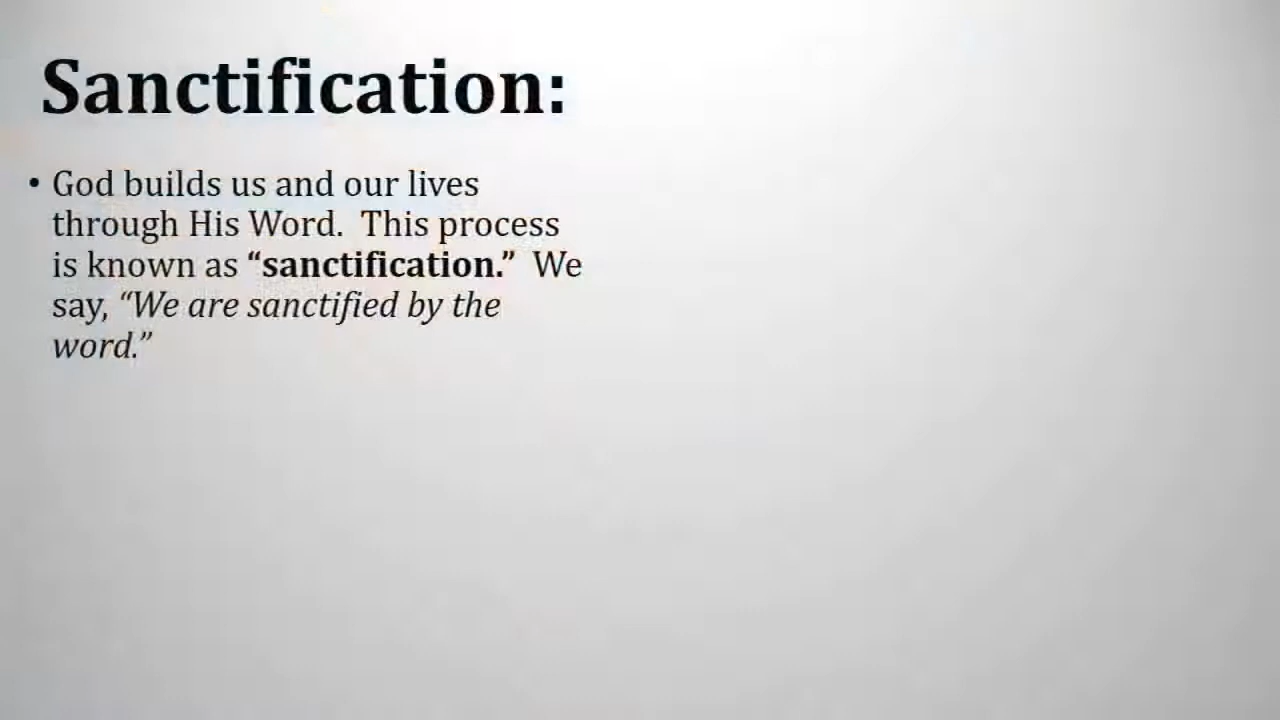 Sanctification:
• God builds us and our lives
through His Word.  This process
is known as “sanctification.”  We
say, “We are sanctified by the
word.”